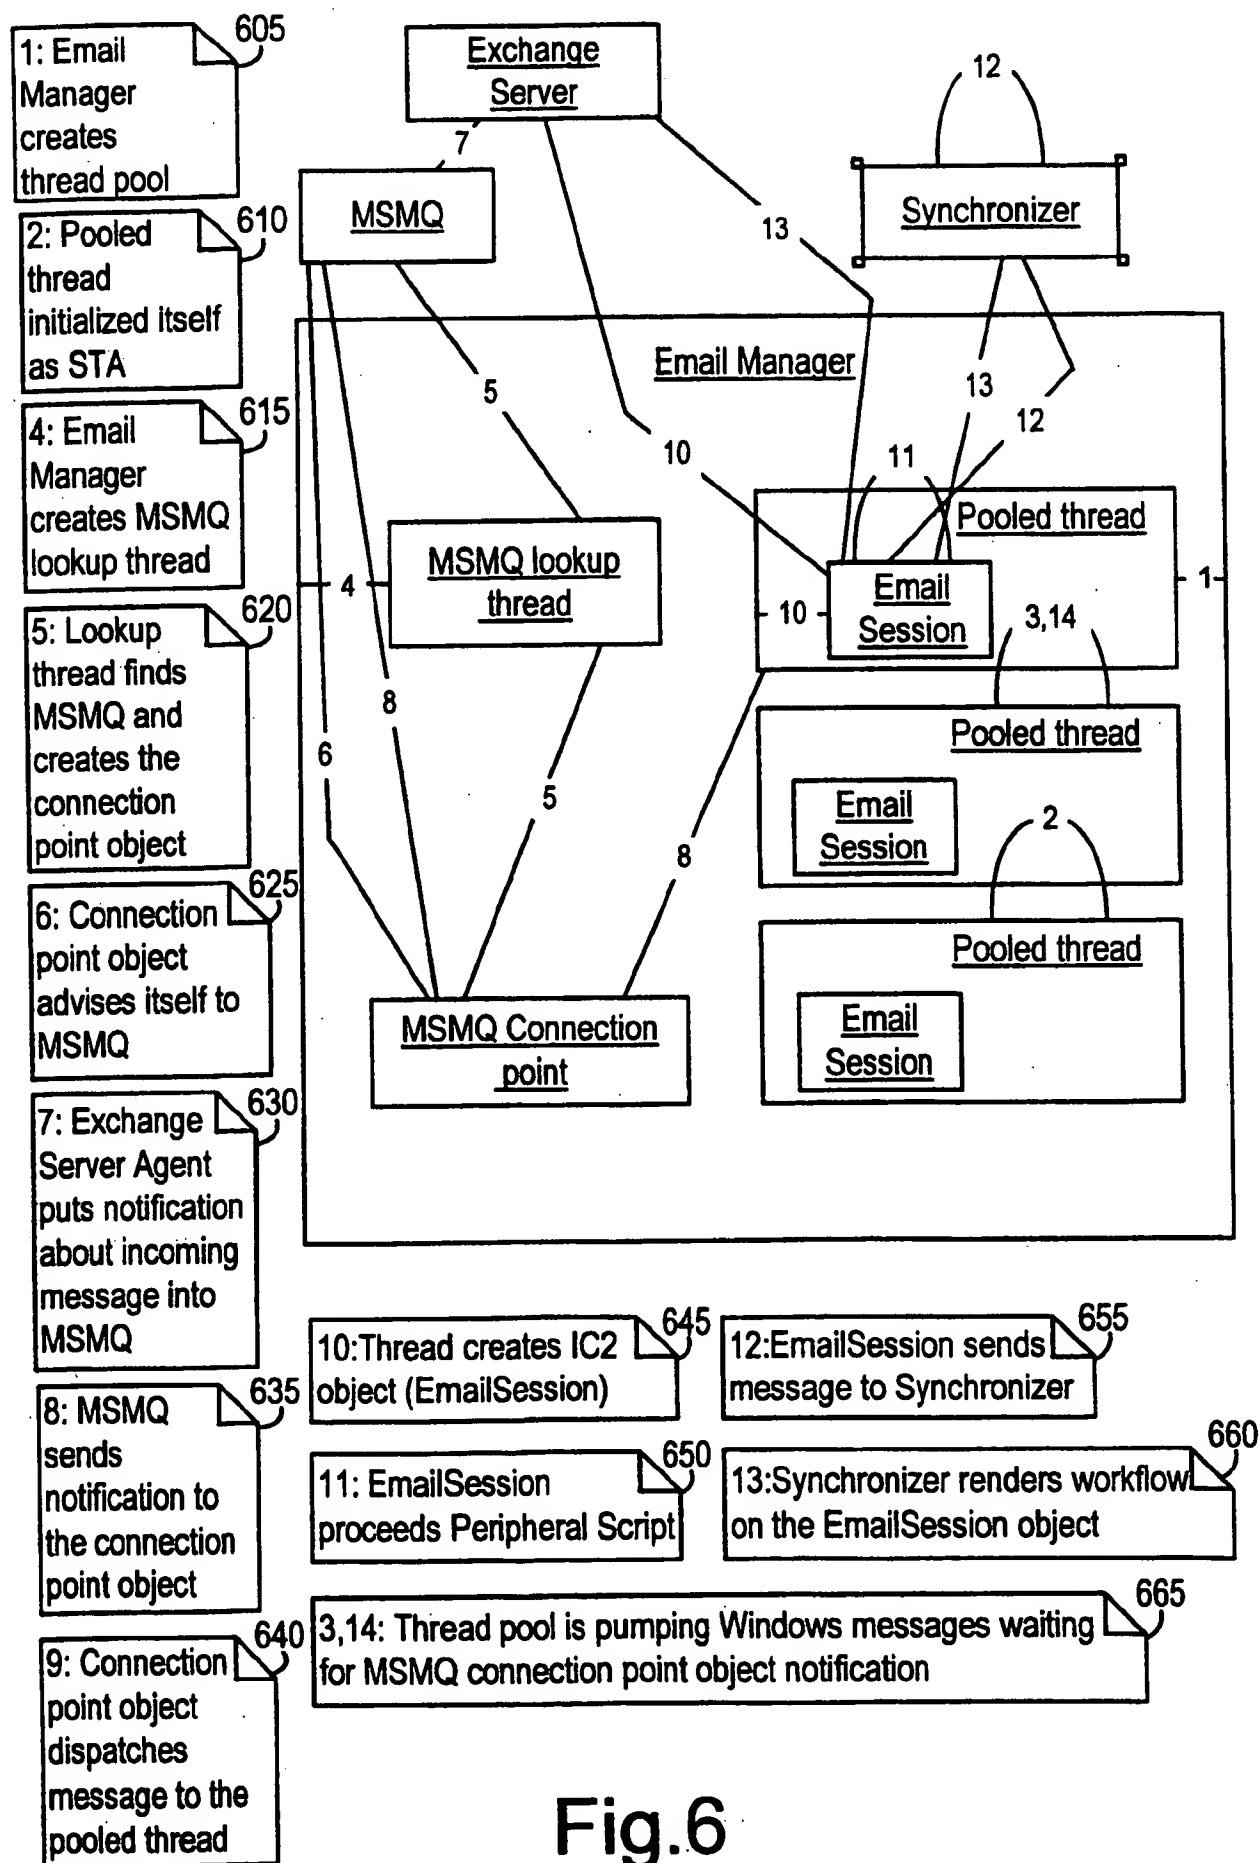 1: Email
Manager
creates
thread pool
605
2: Pooled
thread
initialized itself
as STA
610
4: Email
Manager
creates MSMQ
lookup thread
615
5: Lookup
thread finds
MSMQ and
creates the
connection
point object
620
6: Connection
point object
advises itself to
MSMQ
625
7: Exchange
Server Agent
puts notification
about incoming
message into
MSMQ
630
8: MSMQ
sends
notification to
the connection
point object
635
9: Connection
point object
dispatches
message to the
pooled thread
640
Exchange
Server
7
MSMQ
12
Synchronizer
13
Email Manager
5
10
13
12
11
Pooled thread
MSMQ lookup
thread
4
Email
Session
10
1
3,14
8
6
Pooled thread
Email
Session
5
8
2
Pooled thread
Email
Session
MSMQ Connection
point
10:Thread creates IC2
object (EmailSession)
645
12:EmailSession sends
message to Synchronizer
655
11: EmailSession
proceeds Peripheral Script
650
13:Synchronizer renders workflow
on the EmailSession object
660
3,14: Thread pool is pumping Windows messages waiting
for MSMQ connection point object notification
665
Fig.6